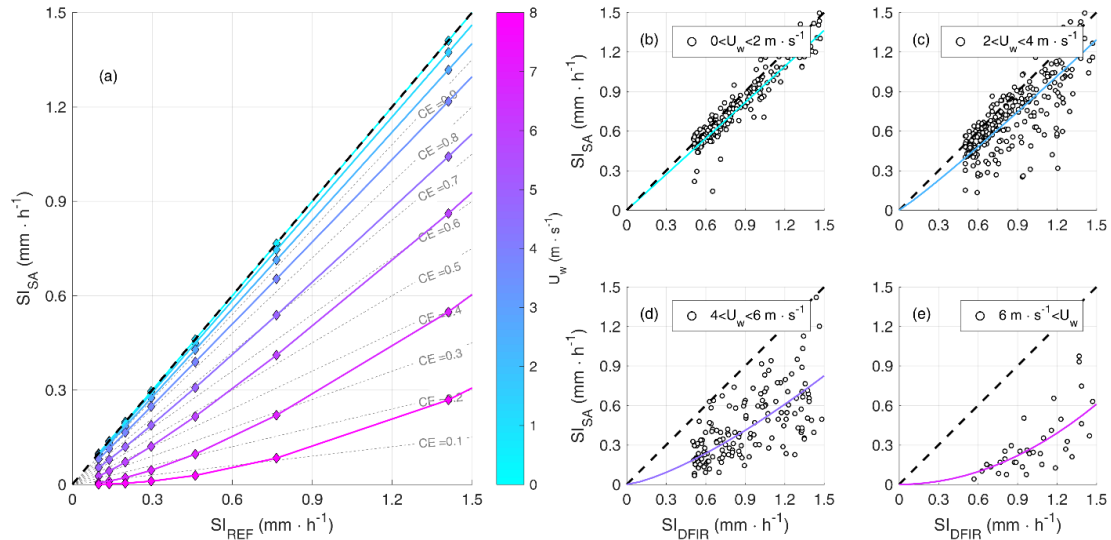 (a)
1.5
1.2
0.9
0.6
0.3
0
0
0.3
0.6
0.9
1.2
1.5
SI_SA (mm · h⁻¹)
SI_REF (mm · h⁻¹)
CE =0.9
CE =0.8
CE =0.7
CE =0.6
CE =0.5
CE =0.4
CE =0.3
CE =0.2
CE =0.1
8
7
6
5
4
3
2
1
0
U_w (m · s⁻¹)
(b)
0<U_w<2 m · s⁻¹
1.5
1.2
0.9
0.6
0.3
0
0
0.3
0.6
0.9
1.2
1.5
SI_SA (mm · h⁻¹)
(c)
2<U_w<4 m · s⁻¹
1.5
1.2
0.9
0.6
0.3
0
0
0.3
0.6
0.9
1.2
1.5
(d)
4<U_w<6 m · s⁻¹
1.5
1.2
0.9
0.6
0.3
0
0
0.3
0.6
0.9
1.2
1.5
SI_SA (mm · h⁻¹)
SI_DFIR (mm · h⁻¹)
(e)
6 m · s⁻¹<U_w
1.5
1.2
0.9
0.6
0.3
0
0
0.3
0.6
0.9
1.2
1.5
SI_DFIR (mm · h⁻¹)